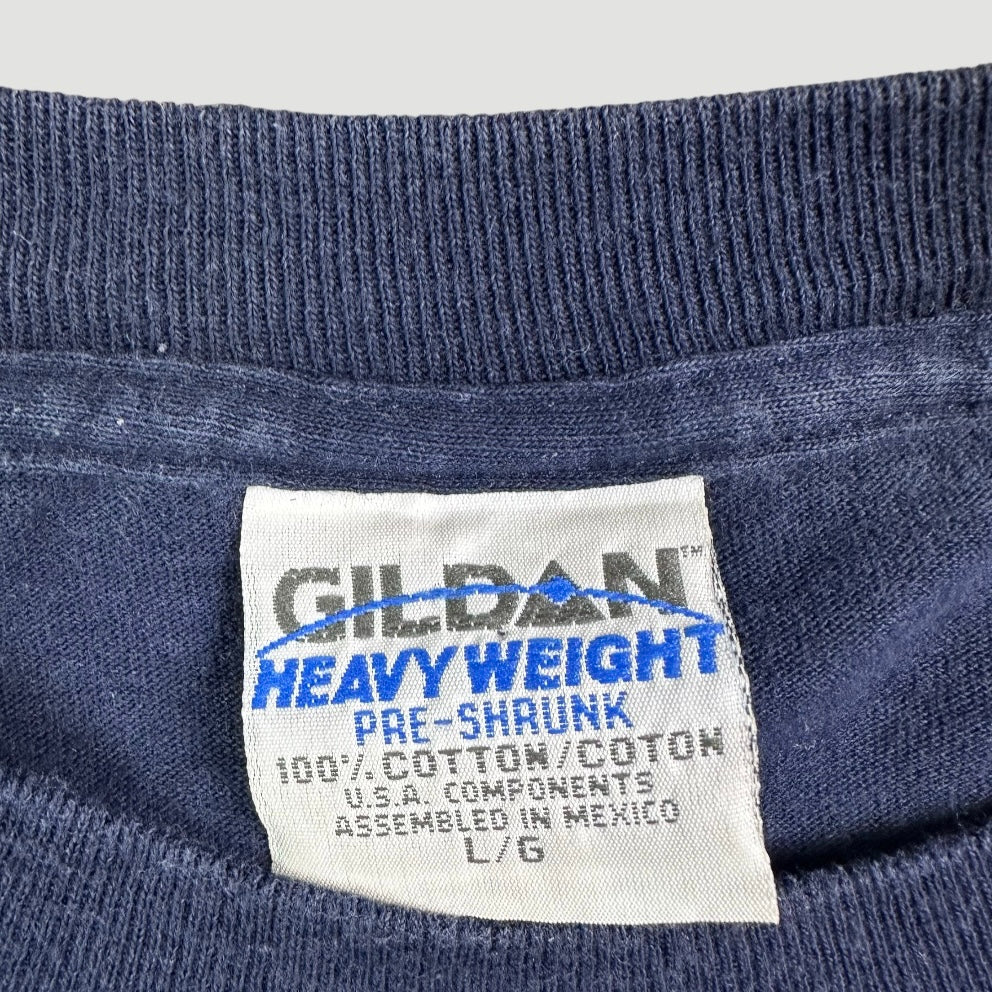 GILDAN™
HEAVYWEIGHT
PRE-SHRUNK
100% COTTON/COTON
U.S.A. COMPONENTS
ASSEMBLED IN MEXICO
L/G